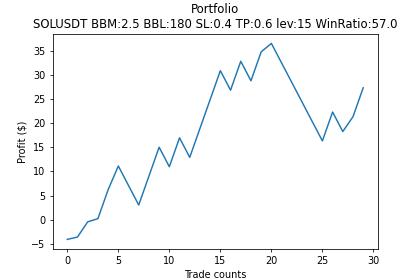 Portfolio
SOLUSDT BBM:2.5 BBL:180 SL:0.4 TP:0.6 lev:15 WinRatio:57.0
35
30
25
20
15
10
5
0
−5
Profit ($)
0 5 10 15 20 25 30
Trade counts